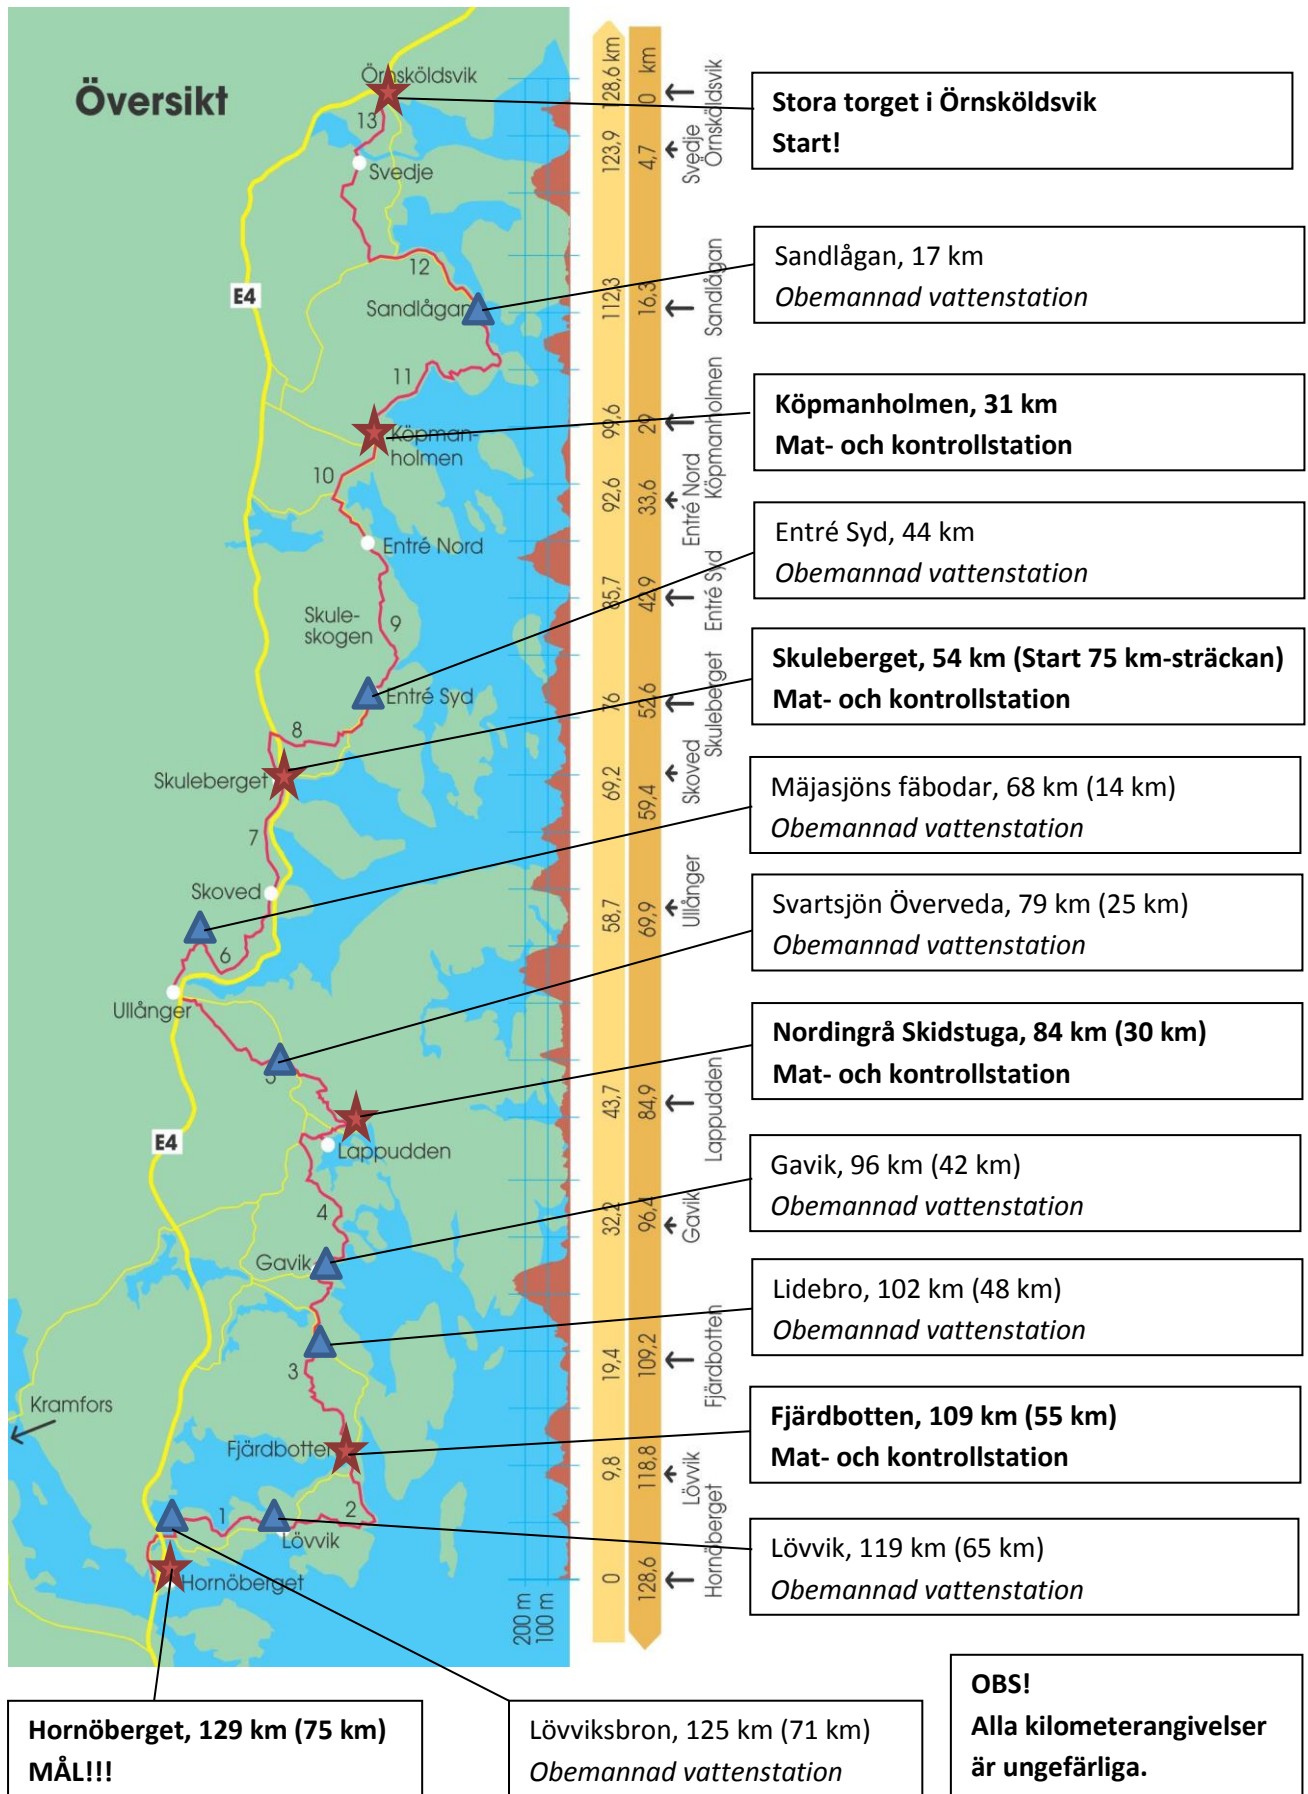 Översikt
Örnsköldsvik
13
Svedje
12
E4
Sandlågan
11
Köpman-
holmen
10
Entré Nord
Skule-
skogen
9
Entré Syd
8
Skuleberget
7
Skoved
6
Ullånger
5
E4
Lappudden
4
Gavik
3
Kramfors
Fjärdbotten
2
1
Lövvik
Hornöberget
128,6 km
123,9
112,3
99,6
92,6
85,7
76
69,2
58,7
43,7
32,2
19,4
9,8
0
0 km
4,7
16,3
29
33,6
42,9
52,6
59,4
69,9
84,9
96,4
109,2
118,8
128,6
Örnsköldsvik
Svedje
Sandlågan
Köpmanholmen
Entré Nord
Entré Syd
Skuleberget
Skoved
Ullånger
Lappudden
Gavik
Fjärdbotten
Lövvik
Hornöberget
200 m
100 m
Stora torget i Örnsköldsvik
Start!
Sandlågan, 17 km
Obemannad vattenstation
Köpmanholmen, 31 km
Mat- och kontrollstation
Entré Syd, 44 km
Obemannad vattenstation
Skuleberget, 54 km (Start 75 km-sträckan)
Mat- och kontrollstation
Mäjasjöns fäbodar, 68 km (14 km)
Obemannad vattenstation
Svartsjön Överveda, 79 km (25 km)
Obemannad vattenstation
Nordingrå Skidstuga, 84 km (30 km)
Mat- och kontrollstation
Gavik, 96 km (42 km)
Obemannad vattenstation
Lidebro, 102 km (48 km)
Obemannad vattenstation
Fjärdbotten, 109 km (55 km)
Mat- och kontrollstation
Lövvik, 119 km (65 km)
Obemannad vattenstation
Hornöberget, 129 km (75 km)
MÅL!!!
Lövviksbron, 125 km (71 km)
Obemannad vattenstation
OBS!
Alla kilometerangivelser
är ungefärliga.